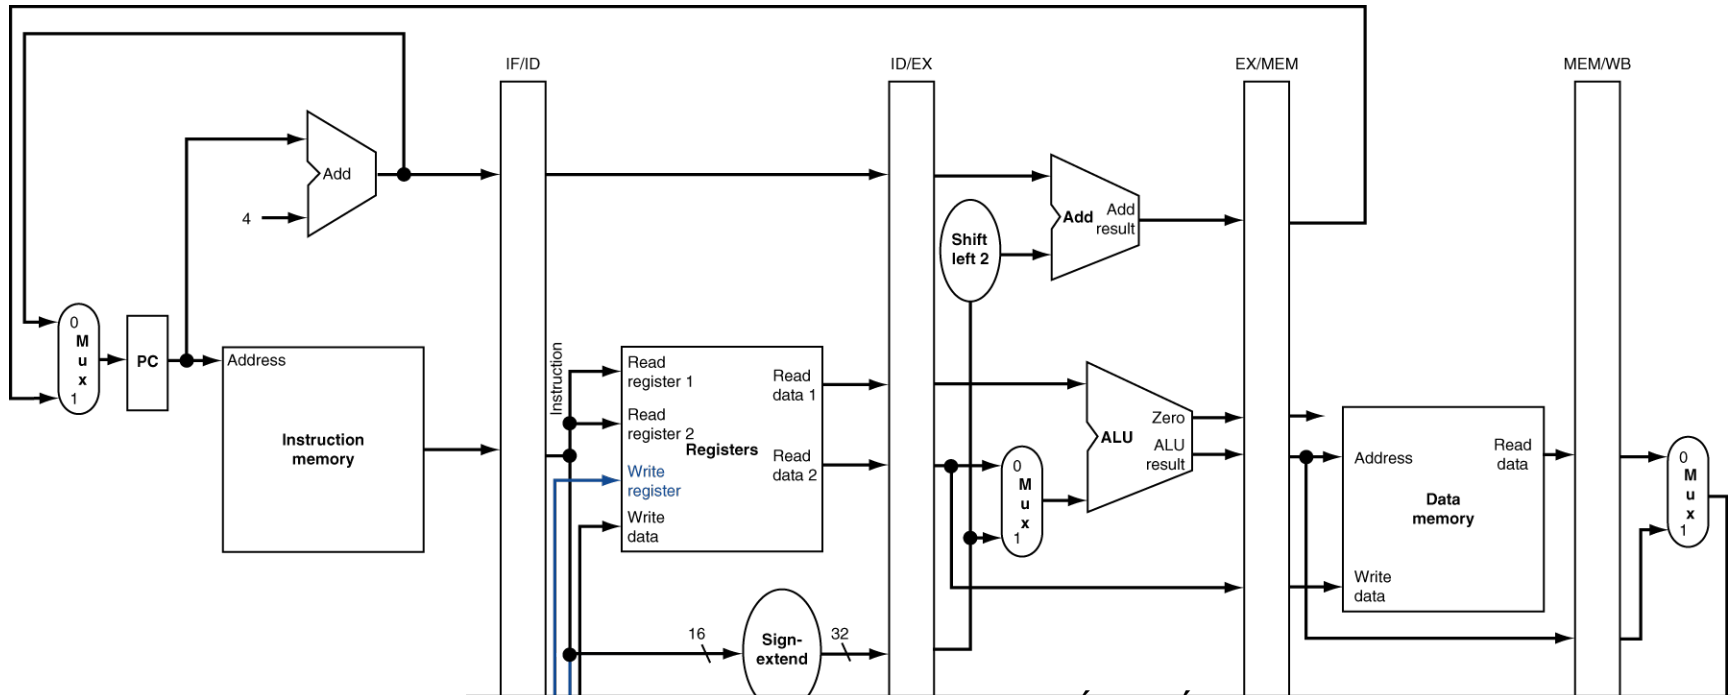 IF/ID
ID/EX
EX/MEM
MEM/WB
Add
4
Add
Add
result
Shift
left 2
0
M
u
x
1
PC
Address
Instruction
memory
Instruction
Read
register 1
Read
register 2
Write
register
Write
data
Registers
Read
data 1
Read
data 2
16
Sign-
extend
32
0
M
u
x
1
ALU
Zero
ALU
result
Address
Read
data
Data
memory
Write
data
0
M
u
x
1